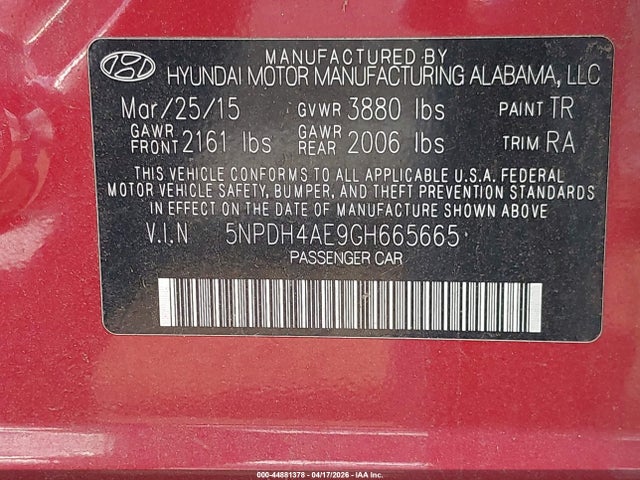 MANUFACTURED BY
HYUNDAI MOTOR MANUFACTURING ALABAMA, LLC
Mar/25/15 GVWR 3880 lbs PAINT TR
GAWR FRONT 2161 lbs GAWR REAR 2006 lbs TRIM RA
THIS VEHICLE CONFORMS TO ALL APPLICABLE U.S.A. FEDERAL
MOTOR VEHICLE SAFETY, BUMPER, AND THEFT PREVENTION STANDARDS
IN EFFECT ON THE DATE OF MANUFACTURE SHOWN ABOVE
V.I.N 5NPDH4AE9GH665665
PASSENGER CAR
000-44881378 - 04/17/2026 - IAA, Inc.